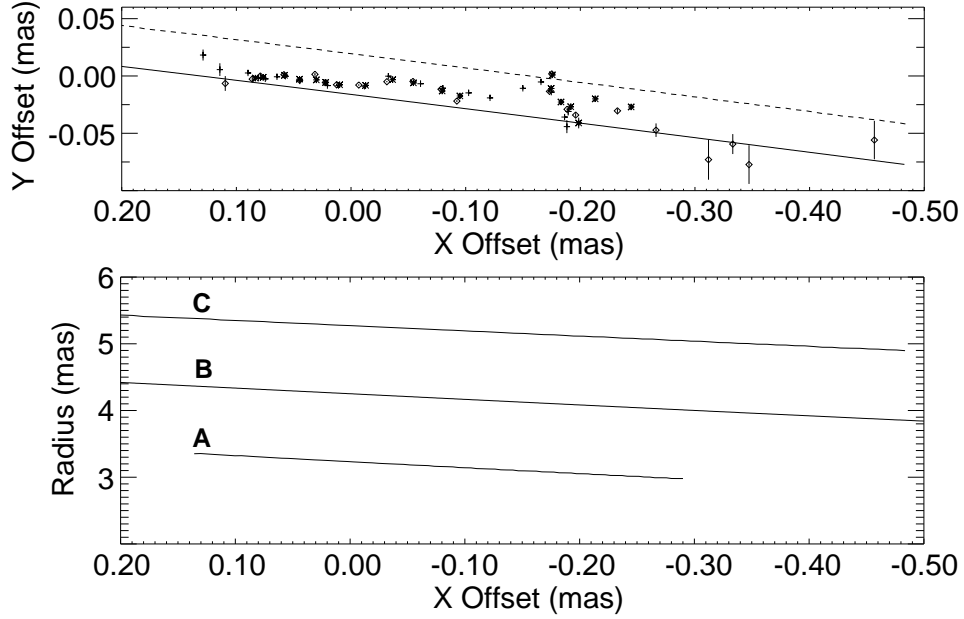 0.05
0.00
-0.05
Y Offset (mas)
0.20 0.10 0.00 -0.10 -0.20 -0.30 -0.40 -0.50
X Offset (mas)
6
5
4
3
Radius (mas)
C
B
A
0.20 0.10 0.00 -0.10 -0.20 -0.30 -0.40 -0.50
X Offset (mas)